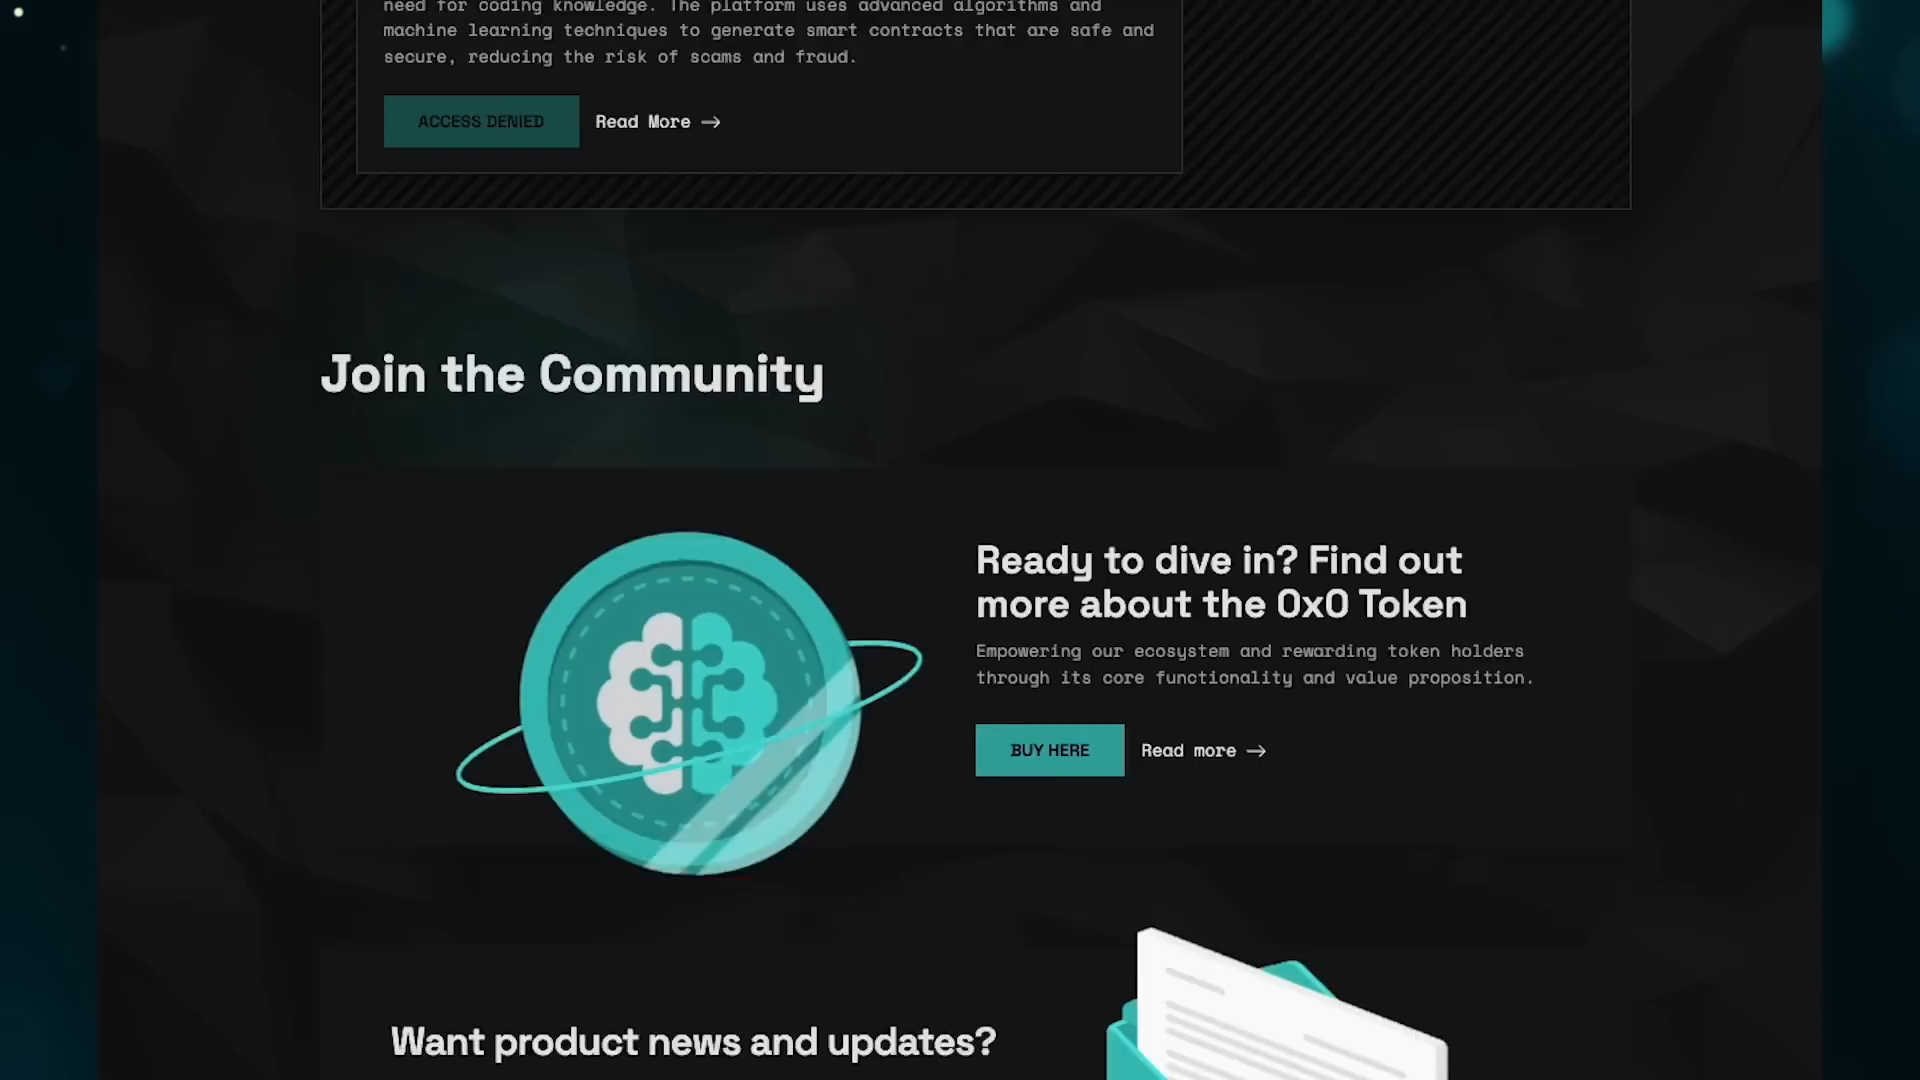 need for coding knowledge. The platform uses advanced algorithms and
machine learning techniques to generate smart contracts that are safe and
secure, reducing the risk of scams and fraud.
ACCESS DENIED
Read More →
Join the Community
Ready to dive in? Find out
more about the 0x0 Token
Empowering our ecosystem and rewarding token holders
through its core functionality and value proposition.
BUY HERE
Read more →
Want product news and updates?